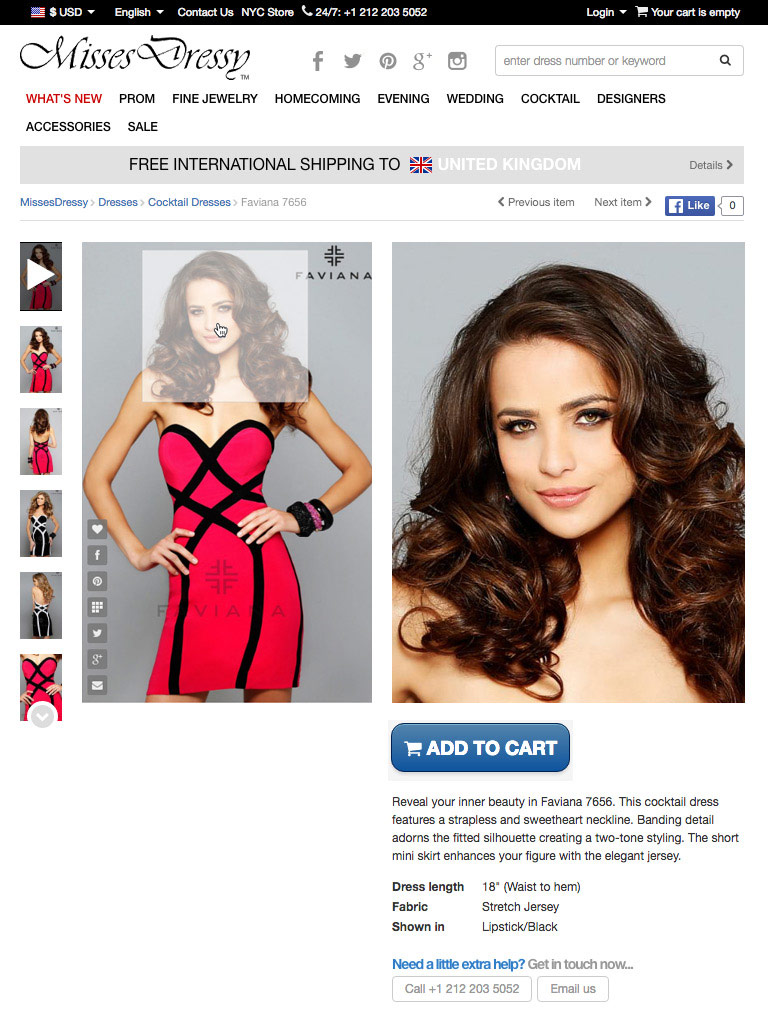 $ USD English Contact Us NYC Store 24/7: +1 212 203 5052 Login Your cart is empty
MissesDressy™
enter dress number or keyword
WHAT'S NEW PROM FINE JEWELRY HOMECOMING EVENING WEDDING COCKTAIL DESIGNERS
ACCESSORIES SALE
FREE INTERNATIONAL SHIPPING TO UNITED KINGDOM Details
MissesDressy Dresses Cocktail Dresses Faviana 7656 Previous item Next item Like 0
FAVIANA
FAVIANA
ADD TO CART
Reveal your inner beauty in Faviana 7656. This cocktail dress
features a strapless and sweetheart neckline. Banding detail
adorns the fitted silhouette creating a two-tone styling. The short
mini skirt enhances your figure with the elegant jersey.
Dress length 18" (Waist to hem)
Fabric Stretch Jersey
Shown in Lipstick/Black
Need a little extra help? Get in touch now...
Call +1 212 203 5052 Email us